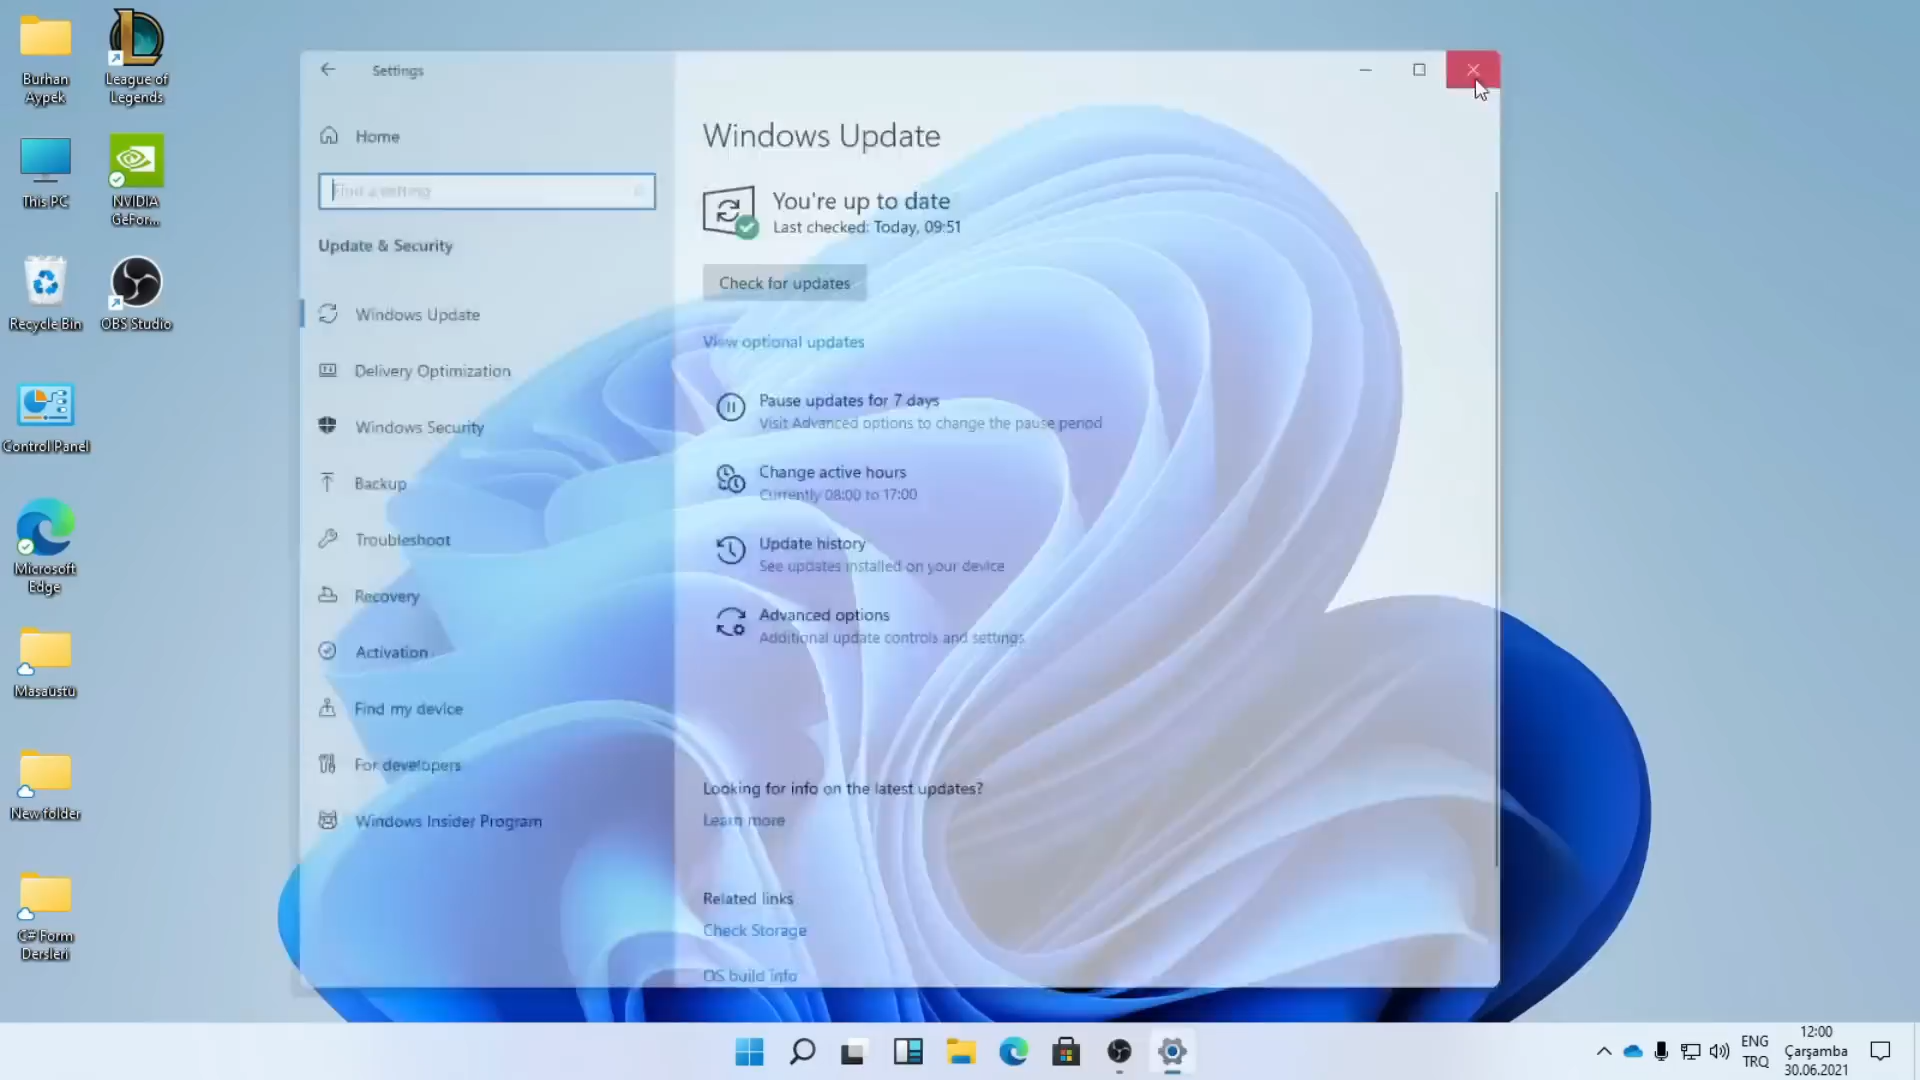 Burhan
Aypek
League of
Legends
This PC
NVIDIA
GeFor...
Recycle Bin
OBS Studio
Control Panel
Microsoft
Edge
Masaüstü
New folder
C# Form
Dersleri
Settings
Home
Find a setting
Update & Security
Windows Update
Delivery Optimization
Windows Security
Backup
Troubleshoot
Recovery
Activation
Find my device
For developers
Windows Insider Program
Windows Update
You're up to date
Last checked: Today, 09:51
Check for updates
View optional updates
Pause updates for 7 days
Visit Advanced options to change the pause period
Change active hours
Currently 08:00 to 17:00
Update history
See updates installed on your device
Advanced options
Additional update controls and settings
Looking for info on the latest updates?
Learn more
Related links
Check Storage
OS build info
ENG
TRQ
12:00
Çarşamba
30.06.2021